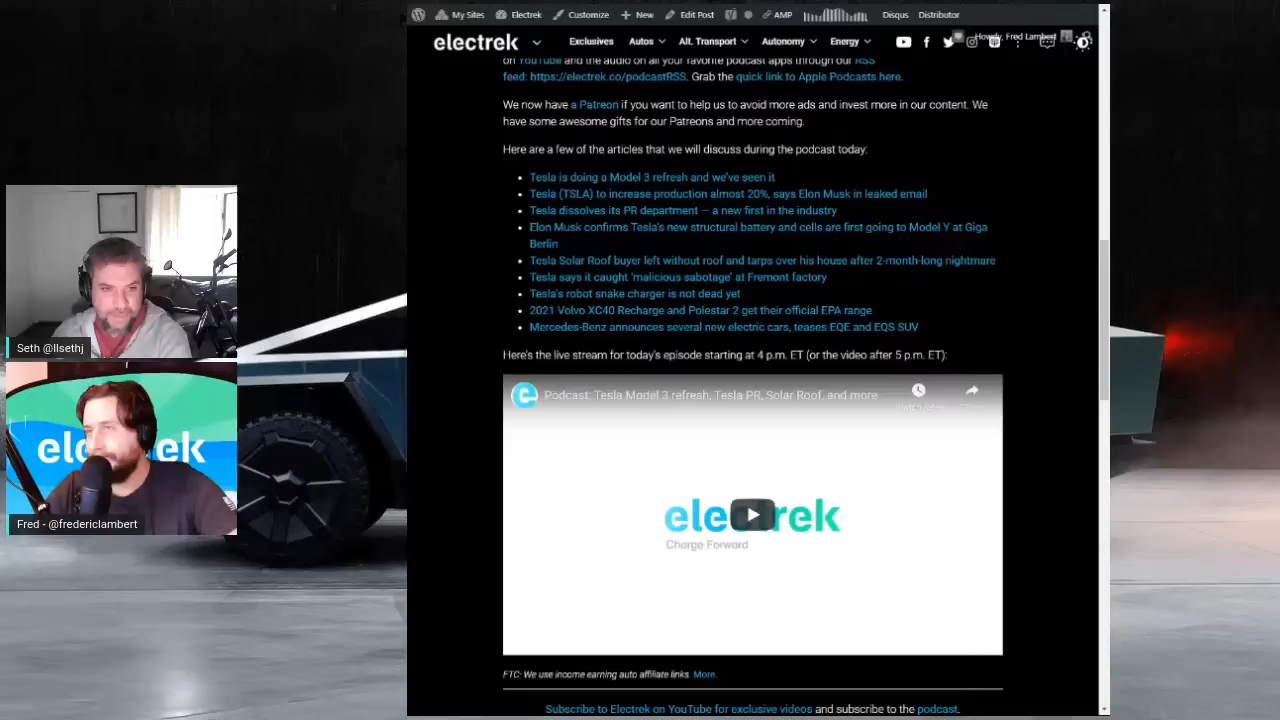 My Sites Electrek Customize New Edit Post AMP Disqus Distributor
electrek Exclusives Autos Alt. Transport Autonomy Energy Howdy, Fred Lambert
on YouTube and the audio on all your favorite podcast apps through our RSS
feed: https://electrek.co/podcastRSS. Grab the quick link to Apple Podcasts here.
We now have a Patreon if you want to help us to avoid more ads and invest more in our content. We
have some awesome gifts for our Patreons and more coming.
Here are a few of the articles that we will discuss during the podcast today:
Tesla is doing a Model 3 refresh and we've seen it
Tesla (TSLA) to increase production almost 20%, says Elon Musk in leaked email
Tesla dissolves its PR department — a new first in the industry
Elon Musk confirms Tesla's new structural battery and cells are first going to Model Y at Giga
Berlin
Tesla Solar Roof buyer left without roof and tarps over his house after 2-month-long nightmare
Tesla says it caught 'malicious sabotage' at Fremont factory
Tesla's robot snake charger is not dead yet
2021 Volvo XC40 Recharge and Polestar 2 get their official EPA range
Mercedes-Benz announces several new electric cars, teases EQE and EQS SUV
Here's the live stream for today's episode starting at 4 p.m. ET (or the video after 5 p.m. ET):
Podcast: Tesla Model 3 refresh, Tesla PR, Solar Roof, and more
electrek
Charge Forward
FTC: We use income earning auto affiliate links. More.
Subscribe to Electrek on YouTube for exclusive videos and subscribe to the podcast.
Seth @llsethj
Fred - @fredericlambert